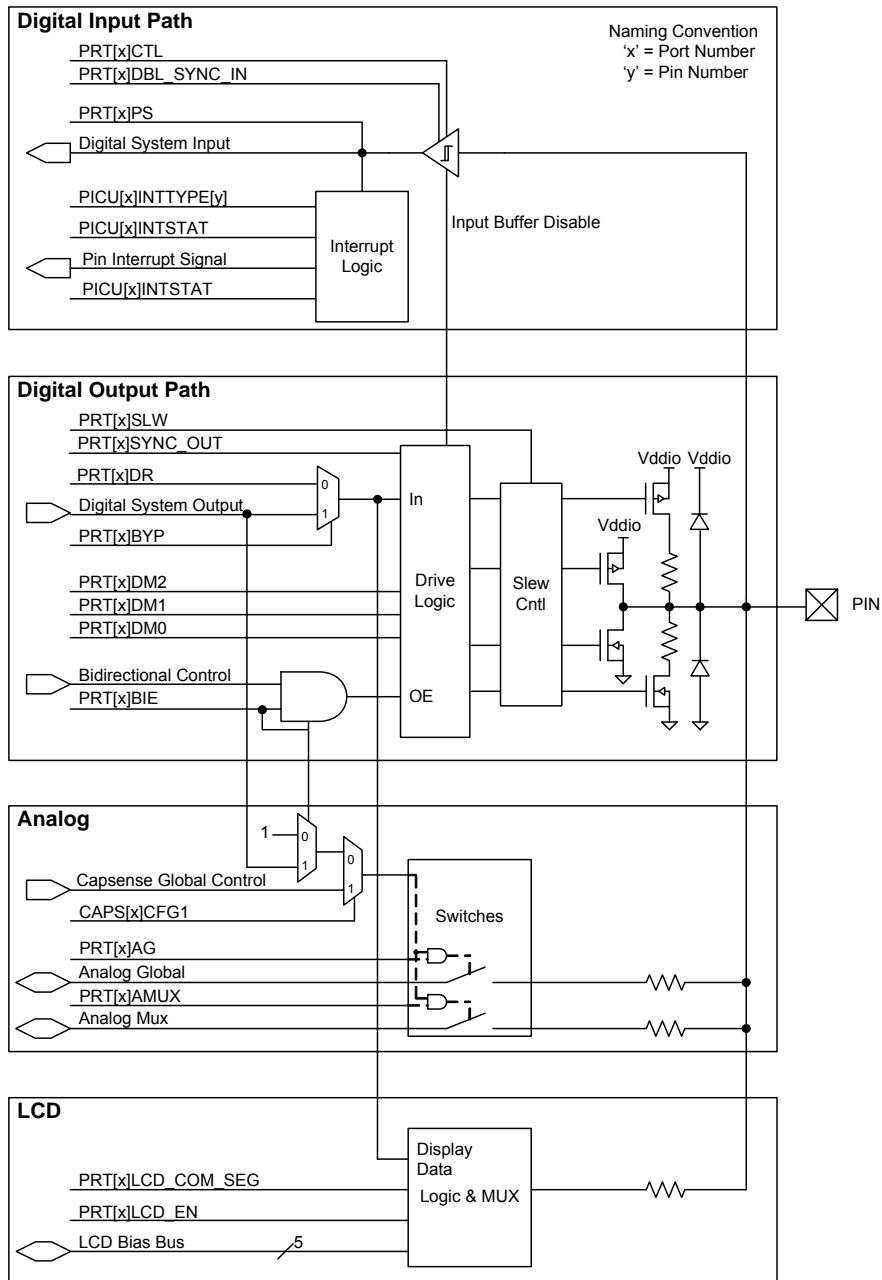 Digital Input Path
Naming Convention
‘x’ = Port Number
‘y’ = Pin Number
PRT[x]CTL
PRT[x]DBL_SYNC_IN
PRT[x]PS
Digital System Input
PICU[x]INTTYPE[y]
PICU[x]INTSTAT
Pin Interrupt Signal
PICU[x]INTSTAT
Interrupt
Logic
Input Buffer Disable
Digital Output Path
PRT[x]SLW
PRT[x]SYNC_OUT
PRT[x]DR
Digital System Output
PRT[x]BYP
0
1
PRT[x]DM2
PRT[x]DM1
PRT[x]DM0
Bidirectional Control
PRT[x]BIE
In
Drive
Logic
OE
Slew
Cntl
Vddio
Vddio
Vddio
PIN
Analog
1
0
1
0
1
Capsense Global Control
CAPS[x]CFG1
Switches
PRT[x]AG
Analog Global
PRT[x]AMUX
Analog Mux
LCD
Display
Data
Logic & MUX
PRT[x]LCD_COM_SEG
PRT[x]LCD_EN
LCD Bias Bus
5